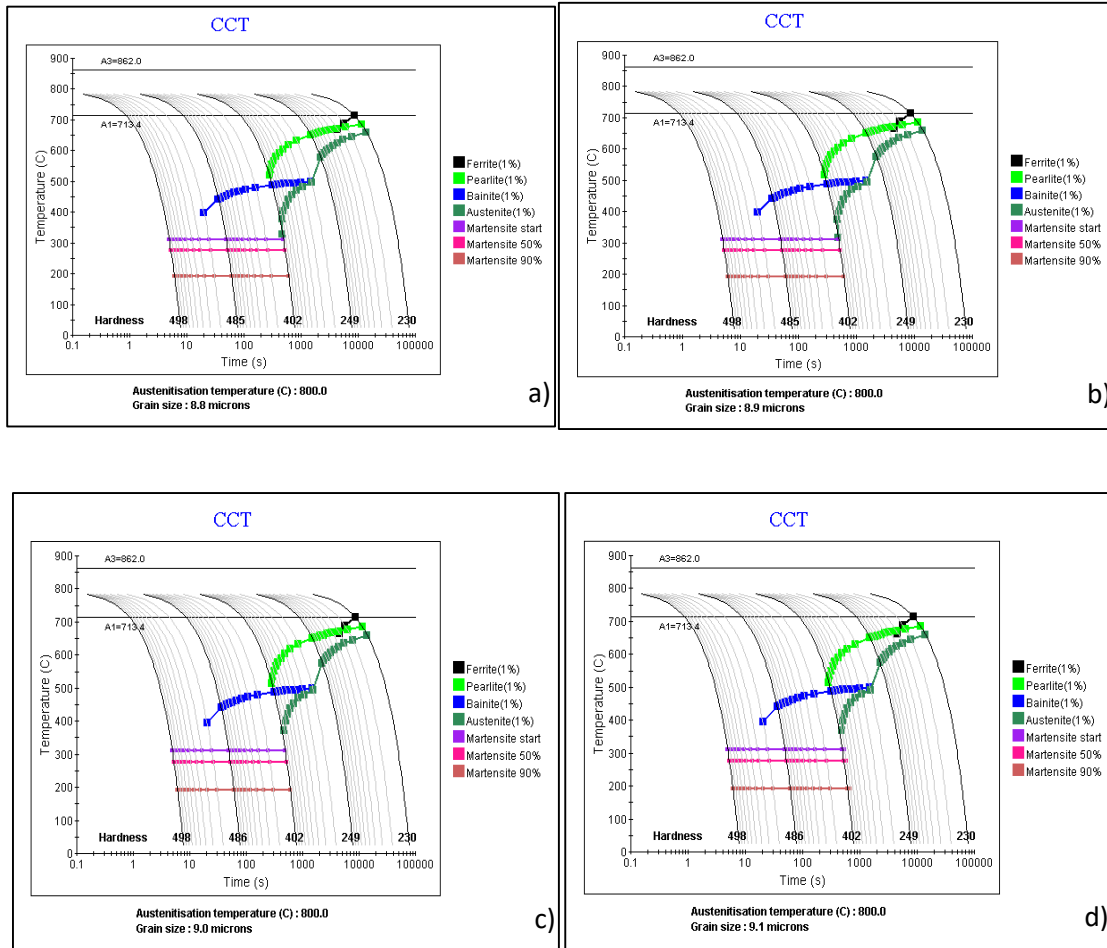 CCT
900
A3=862.0
800
700
A1=713.4
600
500
400
300
200
100
0
Temperature (C)
Hardness 498 485 402 249 230
0.1 1 10 100 1000 10000 100000
Time (s)
Ferrite(1%)
Pearlite(1%)
Bainite(1%)
Austenite(1%)
Martensite start
Martensite 50%
Martensite 90%
Austenitisation temperature (C) : 800.0
Grain size : 8.8 microns
a)
CCT
900
A3=862.0
800
700
A1=713.4
600
500
400
300
200
100
0
Temperature (C)
Hardness 498 485 402 249 230
0.1 1 10 100 1000 10000 100000
Time (s)
Ferrite(1%)
Pearlite(1%)
Bainite(1%)
Austenite(1%)
Martensite start
Martensite 50%
Martensite 90%
Austenitisation temperature (C) : 800.0
Grain size : 8.9 microns
b)
CCT
900
A3=862.0
800
700
A1=713.4
600
500
400
300
200
100
0
Temperature (C)
Hardness 498 486 402 249 230
0.1 1 10 100 1000 10000 100000
Time (s)
Ferrite(1%)
Pearlite(1%)
Bainite(1%)
Austenite(1%)
Martensite start
Martensite 50%
Martensite 90%
Austenitisation temperature (C) : 800.0
Grain size : 9.0 microns
c)
CCT
900
A3=862.0
800
700
A1=713.4
600
500
400
300
200
100
0
Temperature (C)
Hardness 498 486 402 249 230
0.1 1 10 100 1000 10000 100000
Time (s)
Ferrite(1%)
Pearlite(1%)
Bainite(1%)
Austenite(1%)
Martensite start
Martensite 50%
Martensite 90%
Austenitisation temperature (C) : 800.0
Grain size : 9.1 microns
d)